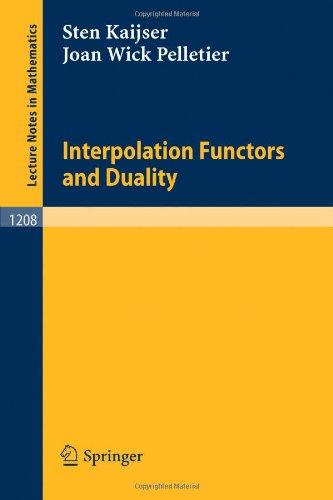 Sten Kaijser
Joan Wick Pelletier
Lecture Notes in Mathematics
Interpolation Functors
and Duality
1208
Springer